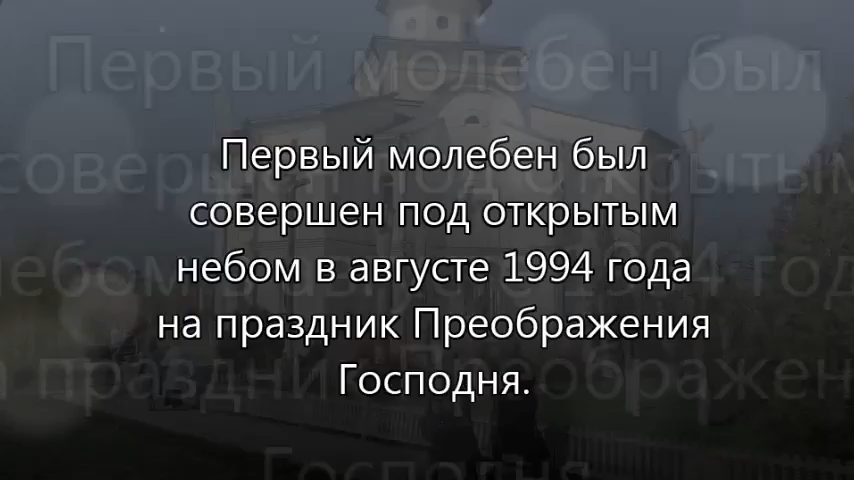 Первый молебен был
совершен под открытым
небом в августе 1994 года
на праздник Преображения
Господня.